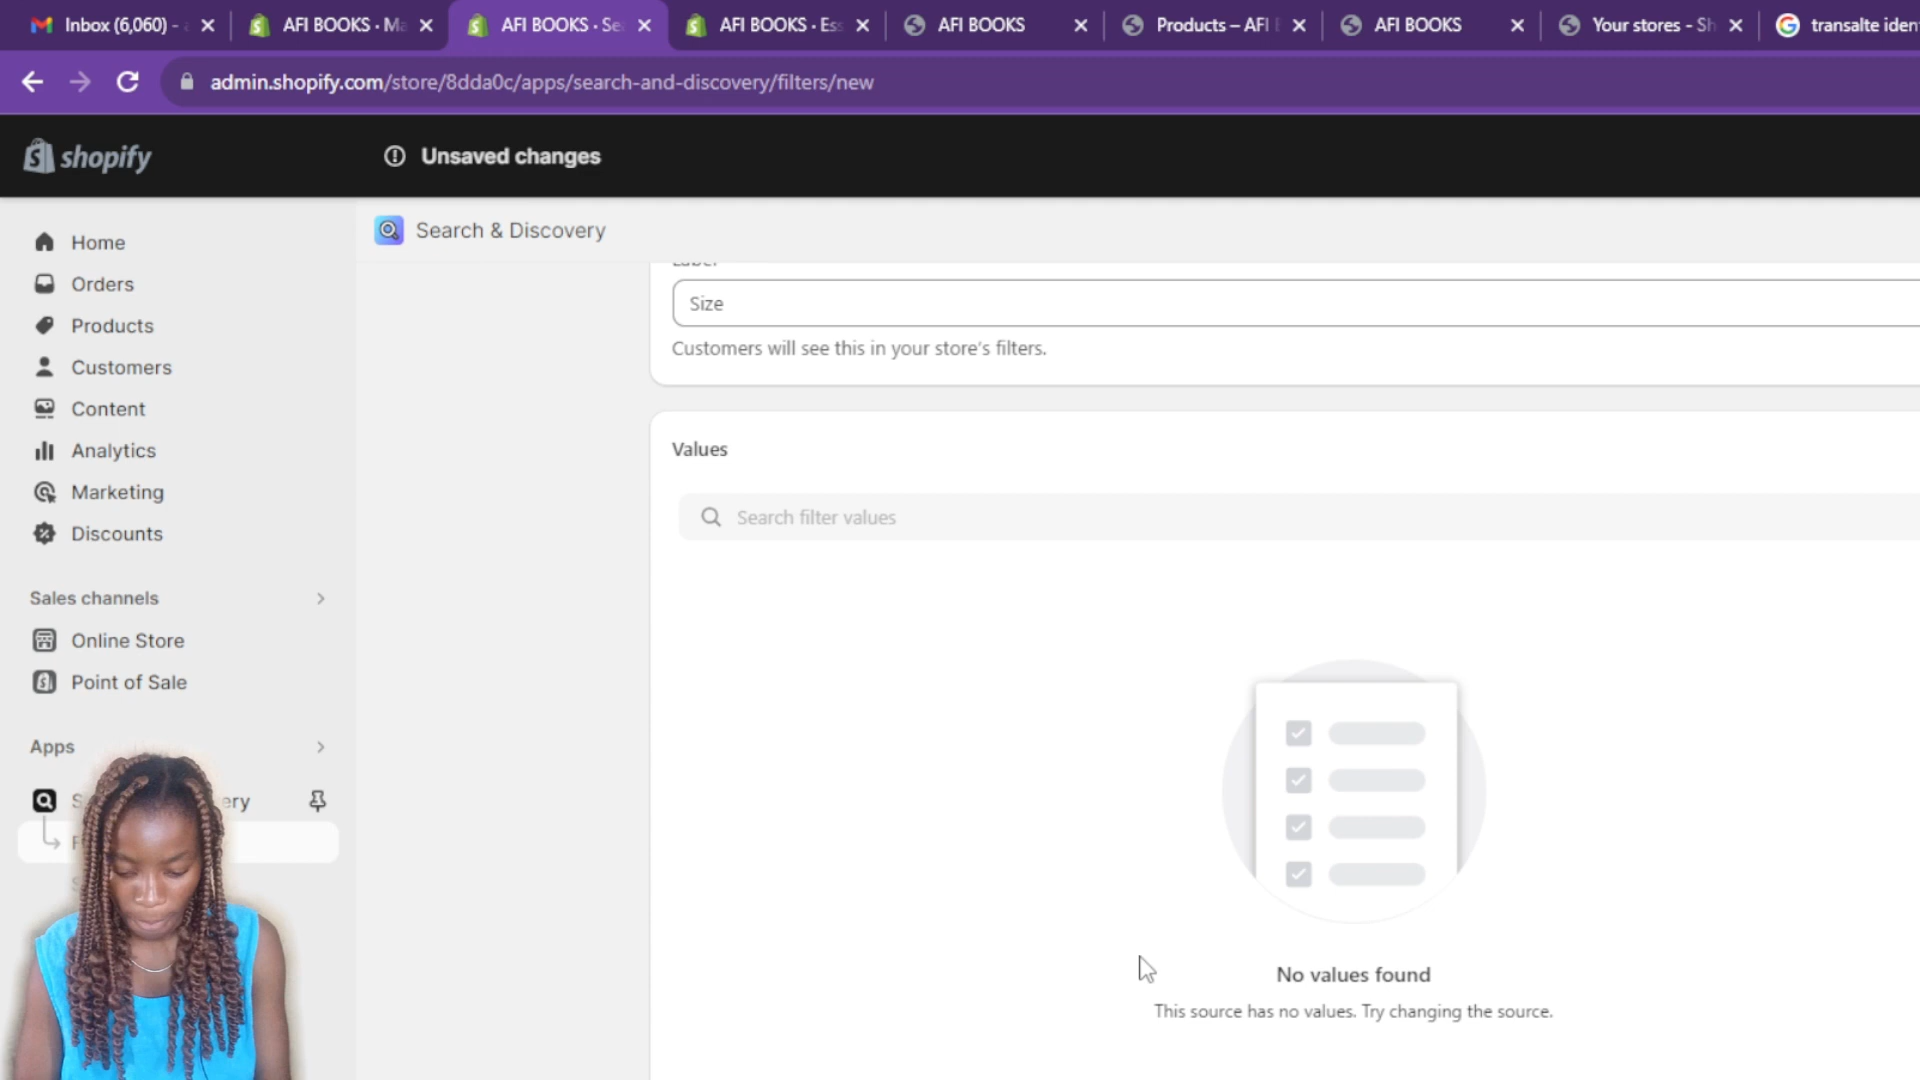 Inbox (6,060) -
AFI BOOKS · Ma
AFI BOOKS · Se
AFI BOOKS · Ess
AFI BOOKS
Products – AFI
AFI BOOKS
Your stores - Sh
transalte iden
admin.shopify.com/store/8dda0c/apps/search-and-discovery/filters/new
shopify
Unsaved changes
Search & Discovery
Home
Orders
Products
Customers
Content
Analytics
Marketing
Discounts
Sales channels
Online Store
Point of Sale
Apps
ery
Label
Size
Customers will see this in your store's filters.
Values
Search filter values
No values found
This source has no values. Try changing the source.